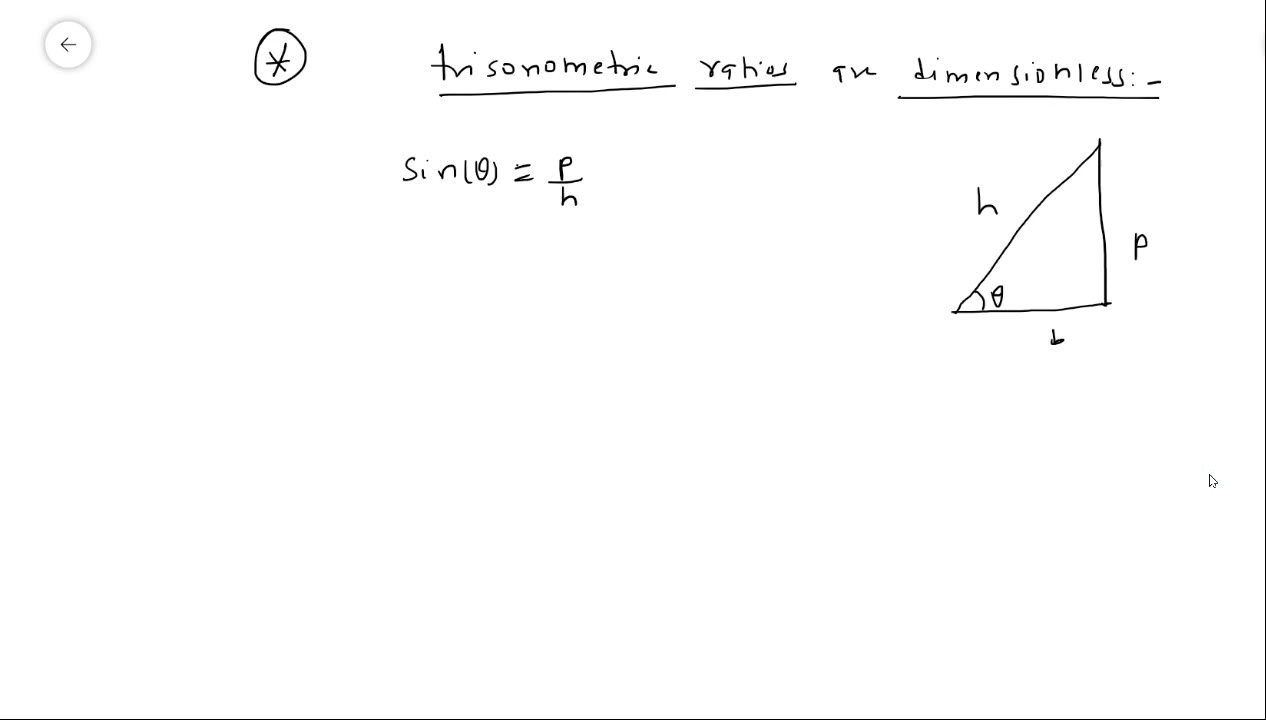 trigonometric ratios are dimensionless:-
Sin(θ) = p/h
h
p
θ
b